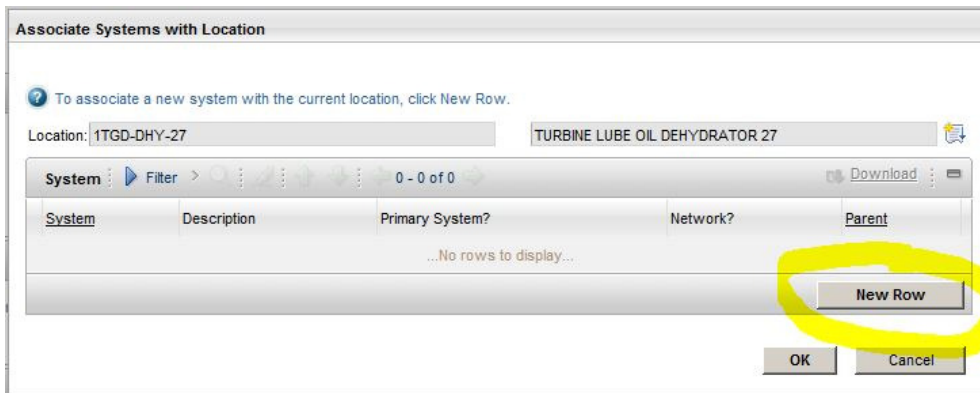 Associate Systems with Location
To associate a new system with the current location, click New Row.
Location: 1TGD-DHY-27 TURBINE LUBE OIL DEHYDRATOR 27
System Filter 0 - 0 of 0 Download
System Description Primary System? Network? Parent
...No rows to display...
New Row
OK Cancel